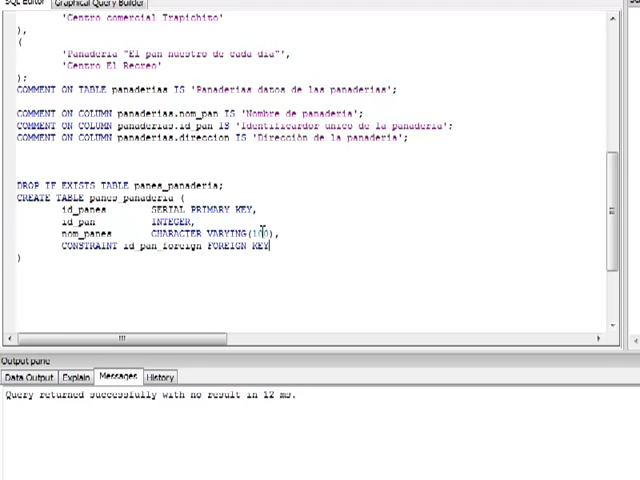 SQL Editor Graphical Query Builder
'Centro comercial Trapichito'
),
(
'Panaderia "El pan nuestro de cada dia"',
'Centro El Recreo'
);
COMMENT ON TABLE panaderias IS 'Panaderias datos de las panaderias';
COMMENT ON COLUMN panaderias.nom_pan IS 'Nombre de panaderia';
COMMENT ON COLUMN panaderias.id_pan IS 'Identificardor unico de la panaderia';
COMMENT ON COLUMN panaderias.direccion IS 'Dirección de la panaderia';
DROP IF EXISTS TABLE panes_panaderia;
CREATE TABLE panes_panaderia (
id_panes SERIAL PRIMARY KEY,
id_pan INTEGER,
nom_panes CHARACTER VARYING(100),
CONSTRAINT id_pan_foreign FOREIGN KEY
)
Output pane
Data Output Explain Messages History
Query returned successfully with no result in 12 ms.